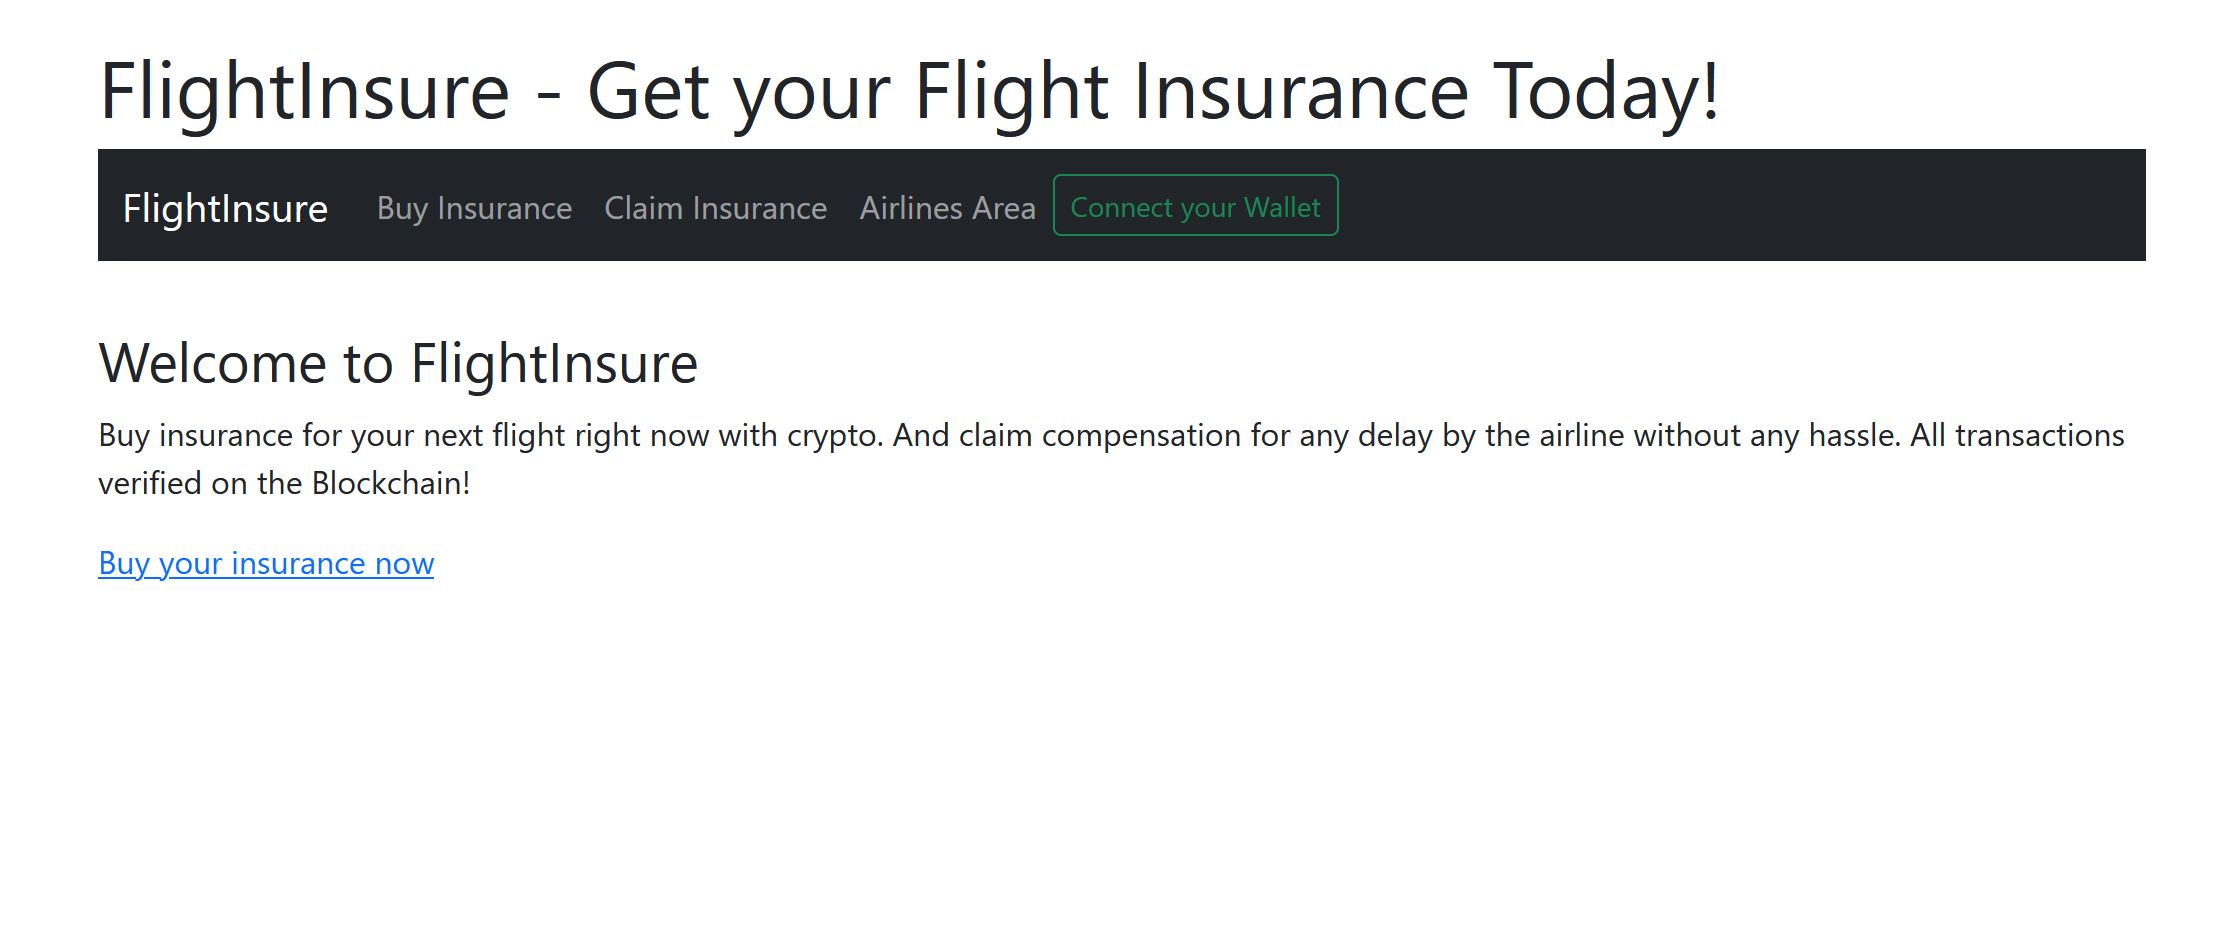 FlightInsure - Get your Flight Insurance Today!
FlightInsure Buy Insurance Claim Insurance Airlines Area Connect your Wallet
Welcome to FlightInsure
Buy insurance for your next flight right now with crypto. And claim compensation for any delay by the airline without any hassle. All transactions
verified on the Blockchain!
Buy your insurance now